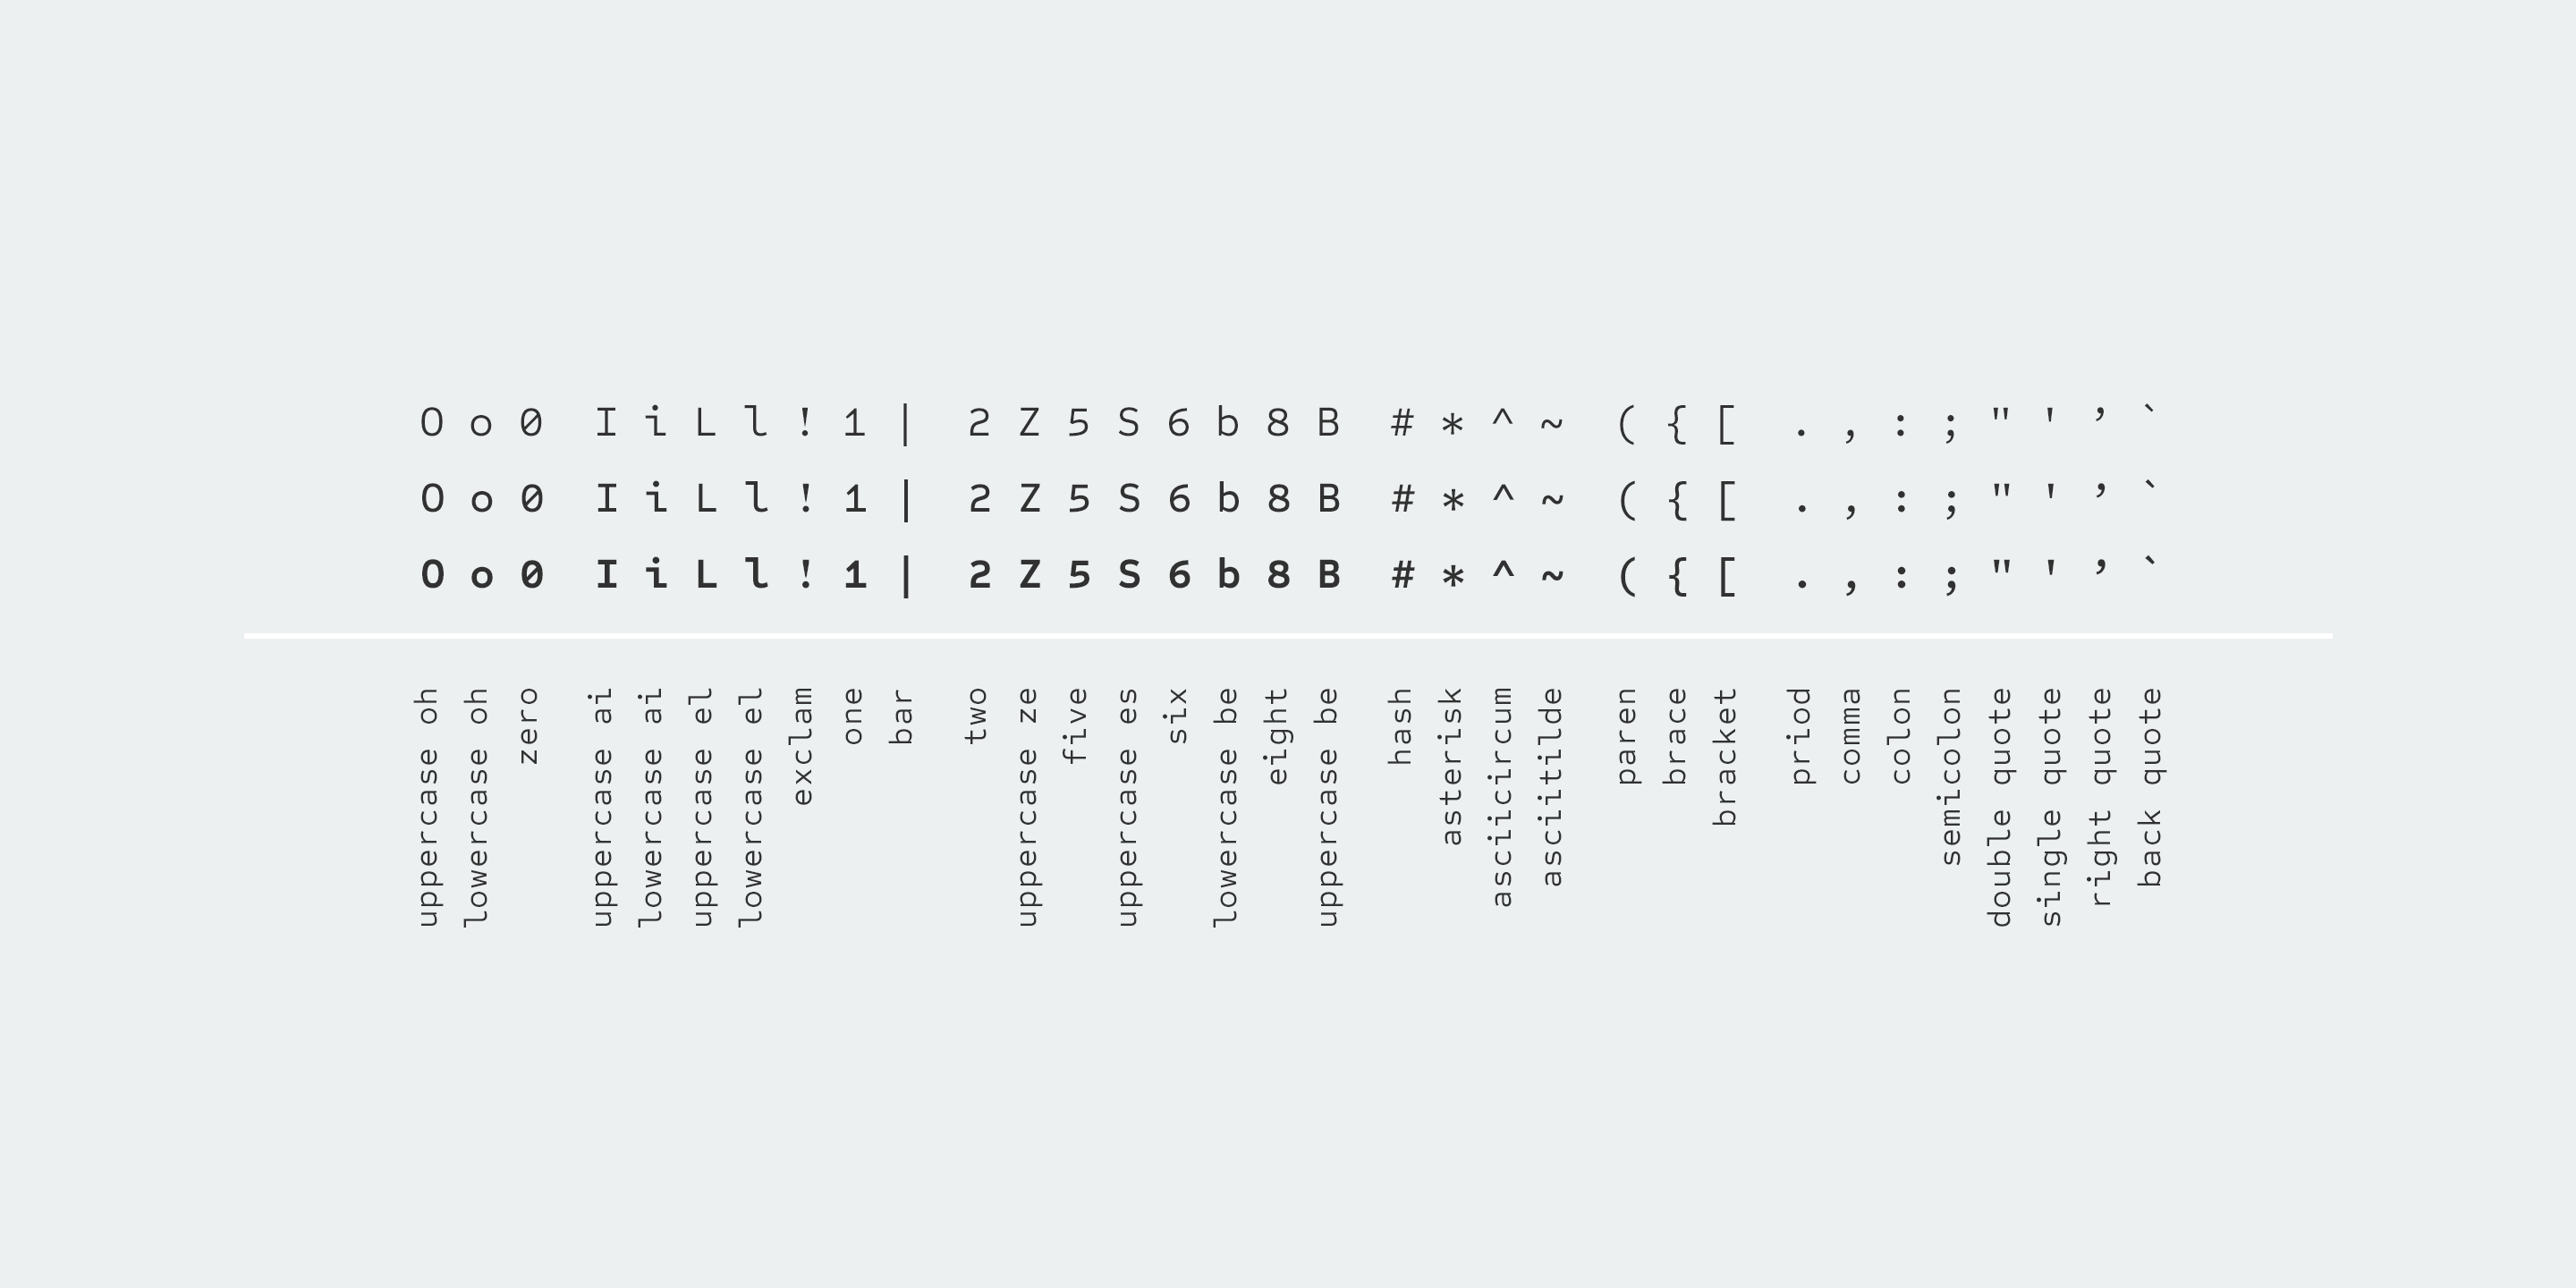 O o 0 I i L l ! 1 | 2 Z 5 S 6 b 8 B # * ^ ~ ( { [ . , : ; " ' ’ `
O o 0 I i L l ! 1 | 2 Z 5 S 6 b 8 B # * ^ ~ ( { [ . , : ; " ' ’ `
O o 0 I i L l ! 1 | 2 Z 5 S 6 b 8 B # * ^ ~ ( { [ . , : ; " ' ’ `
uppercase oh
lowercase oh
zero
uppercase ai
lowercase ai
uppercase el
lowercase el
exclam
one
bar
two
uppercase ze
five
uppercase es
six
lowercase be
eight
uppercase be
hash
asterisk
asciicircum
asciitilde
paren
brace
bracket
priod
comma
colon
semicolon
double quote
single quote
right quote
back quote